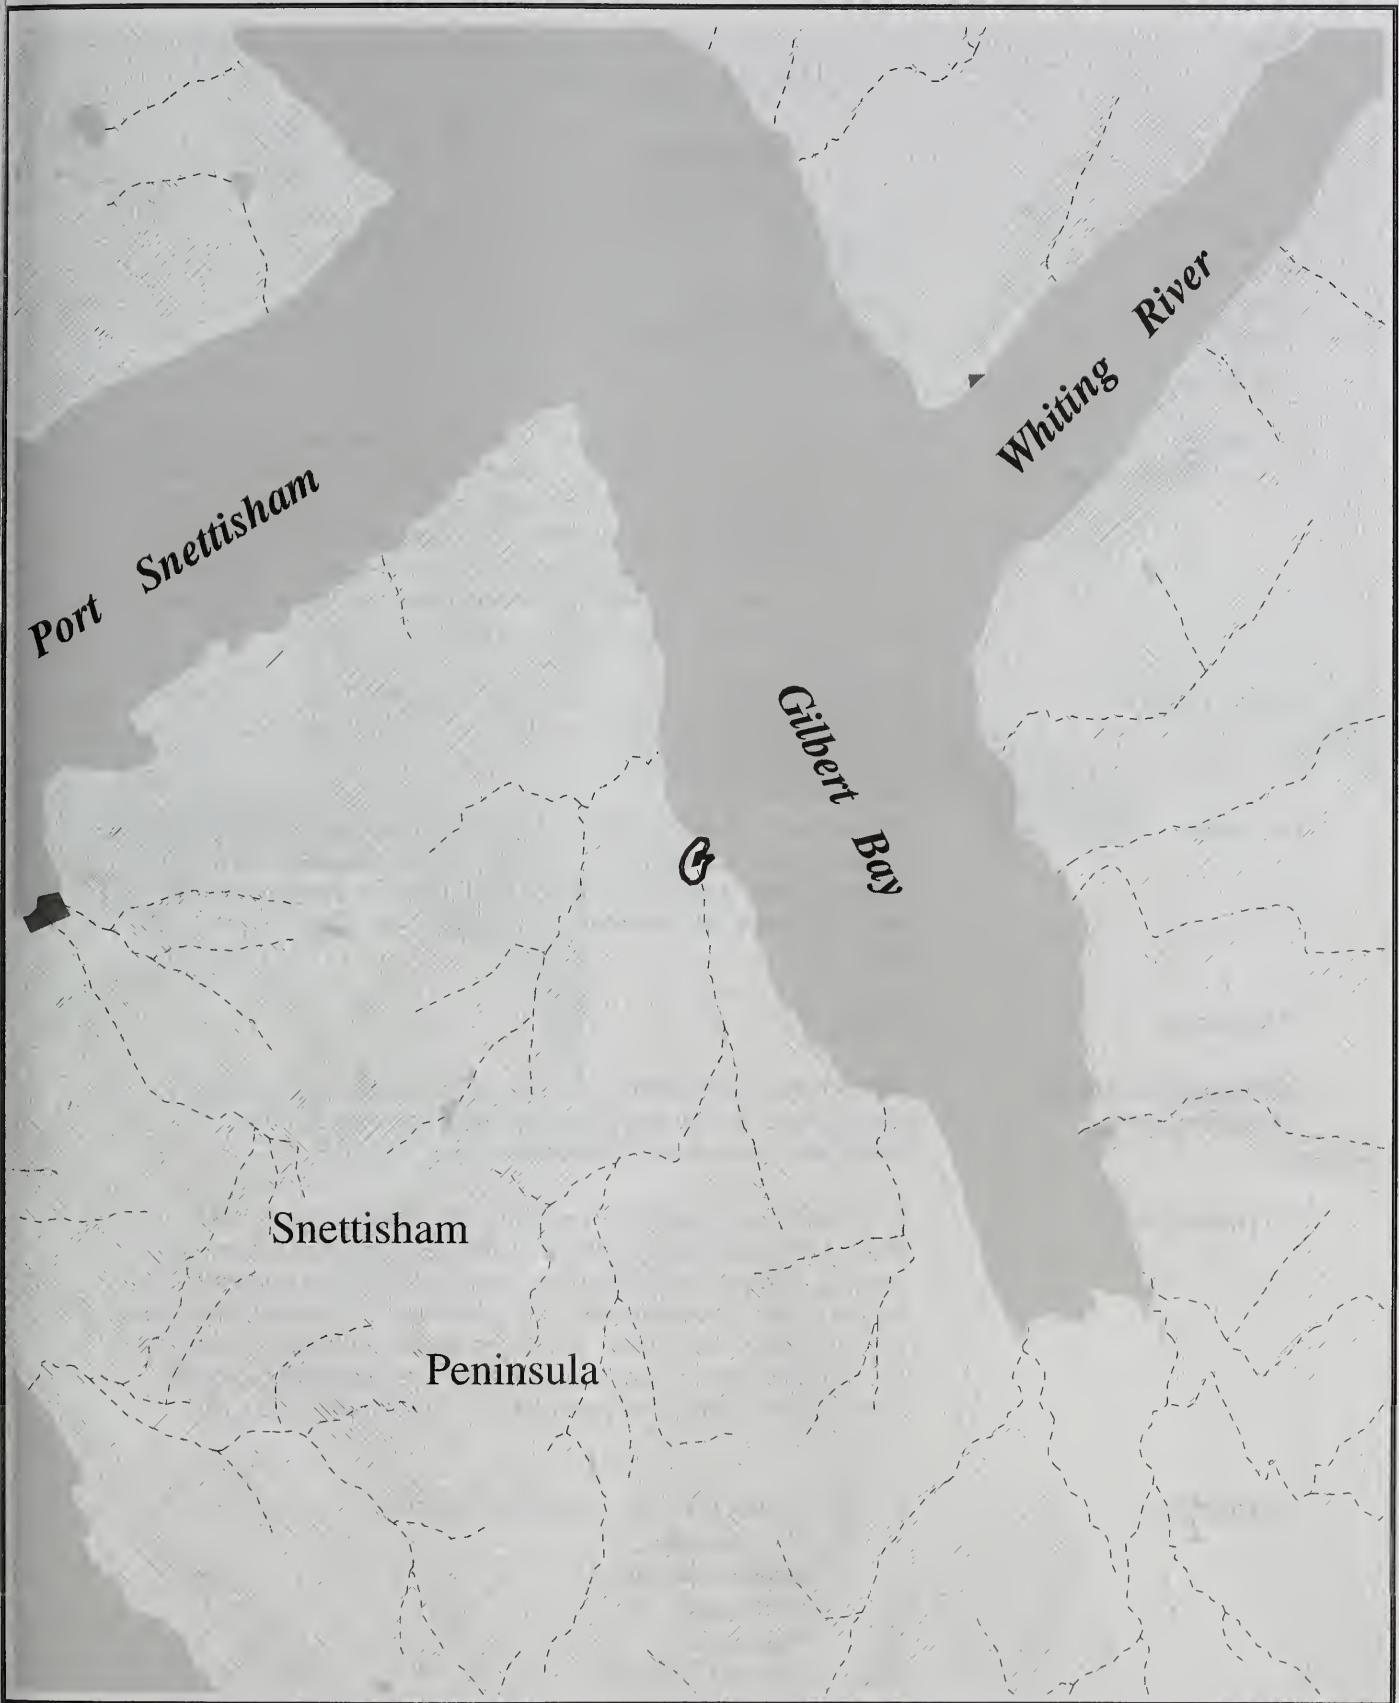 Whiting River
Port Snettisham
Gilbert Bay
Snettisham
Peninsula